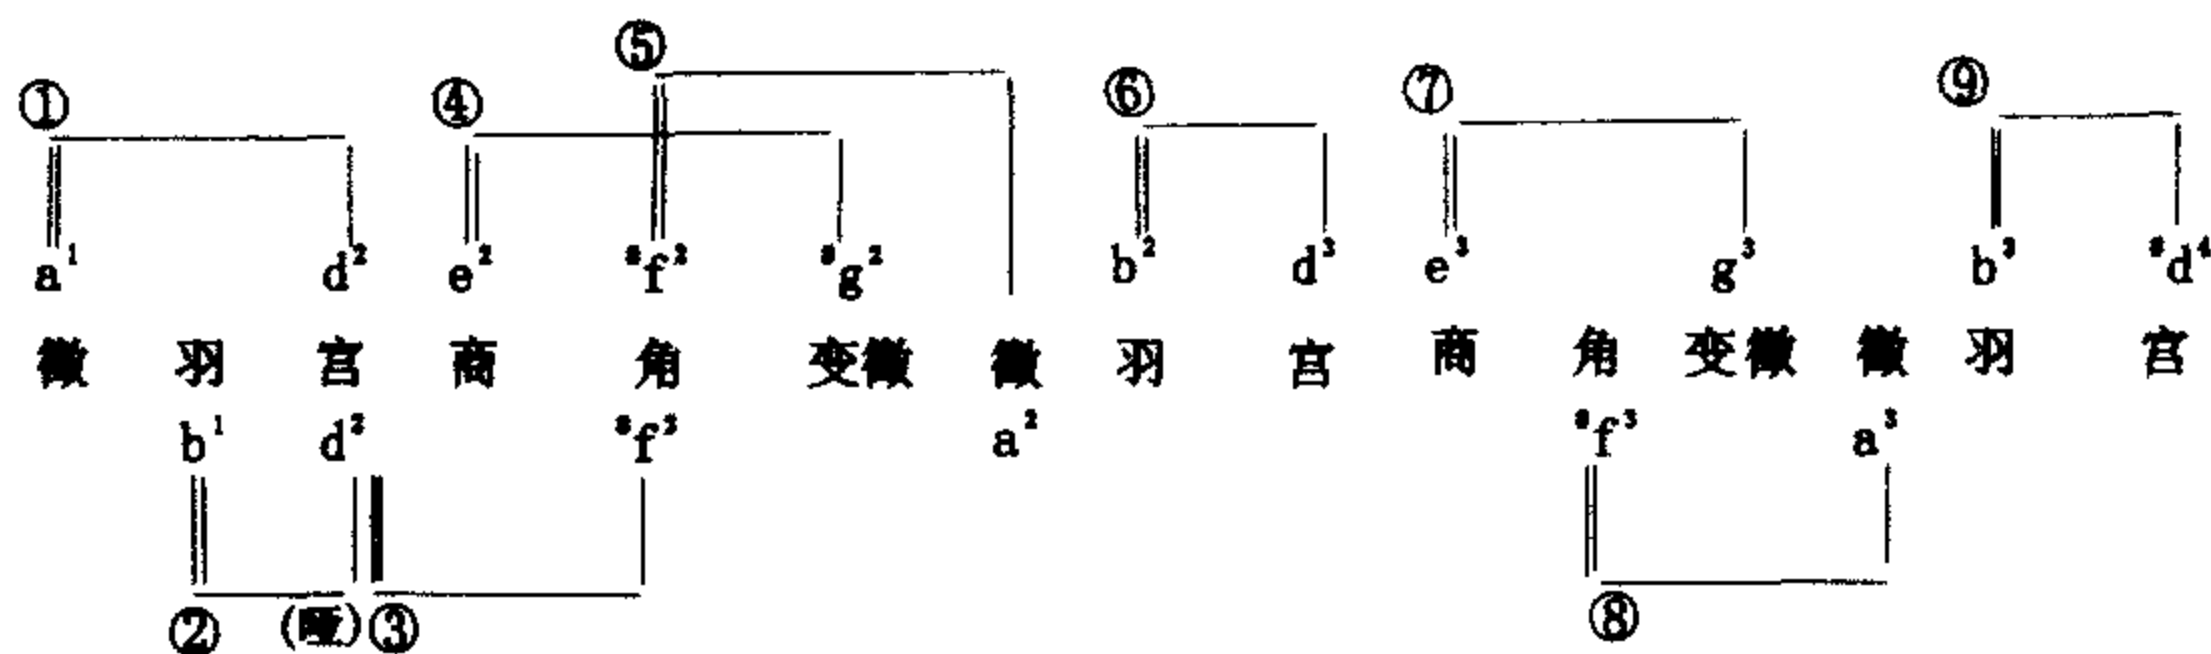 ⑤
① ④ ⑥ ⑦ ⑨
a¹ d² e² #f² #g² b² d³ e³ g³ b³ #d⁴
徵 羽 宫 商 角 变徵 徵 羽 宫 商 角 变徵 徵 羽 宫
b¹ d² #f² a² #f³ a³
② (哑) ③ ⑧